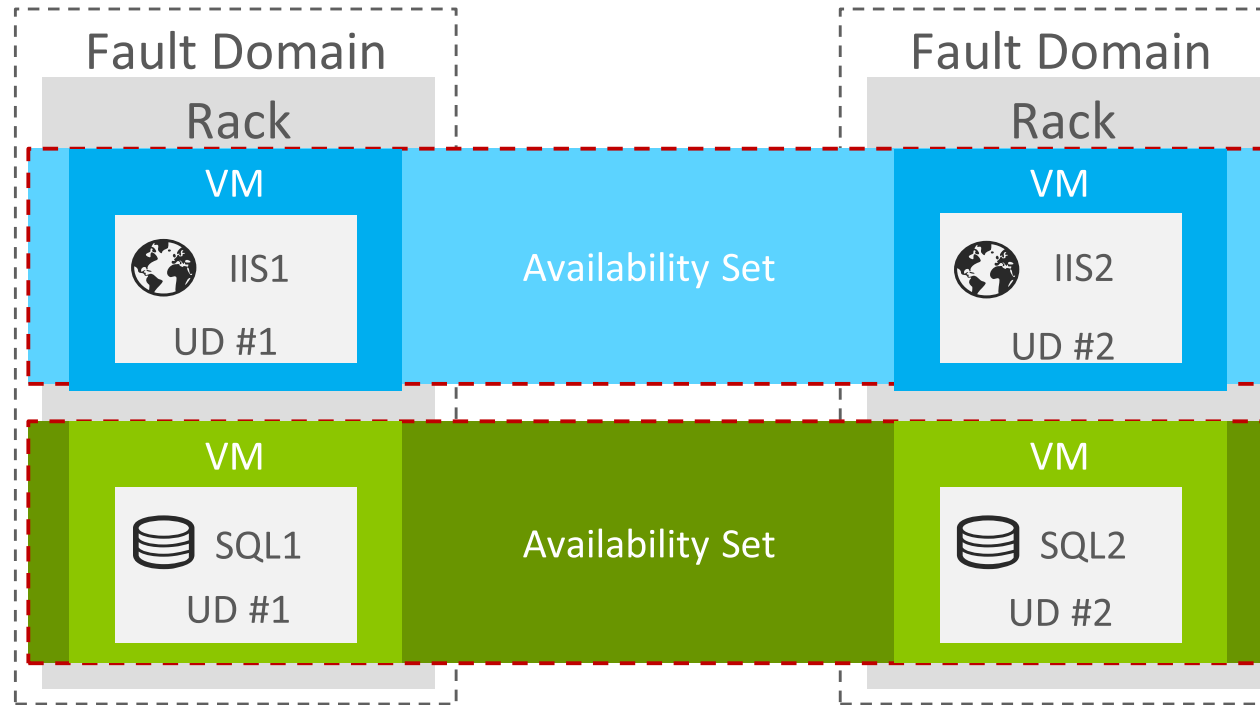 Fault Domain
Fault Domain
Rack
Rack
VM
VM
IIS1
Availability Set
IIS2
UD #1
UD #2
VM
VM
SQL1
Availability Set
SQL2
UD #1
UD #2